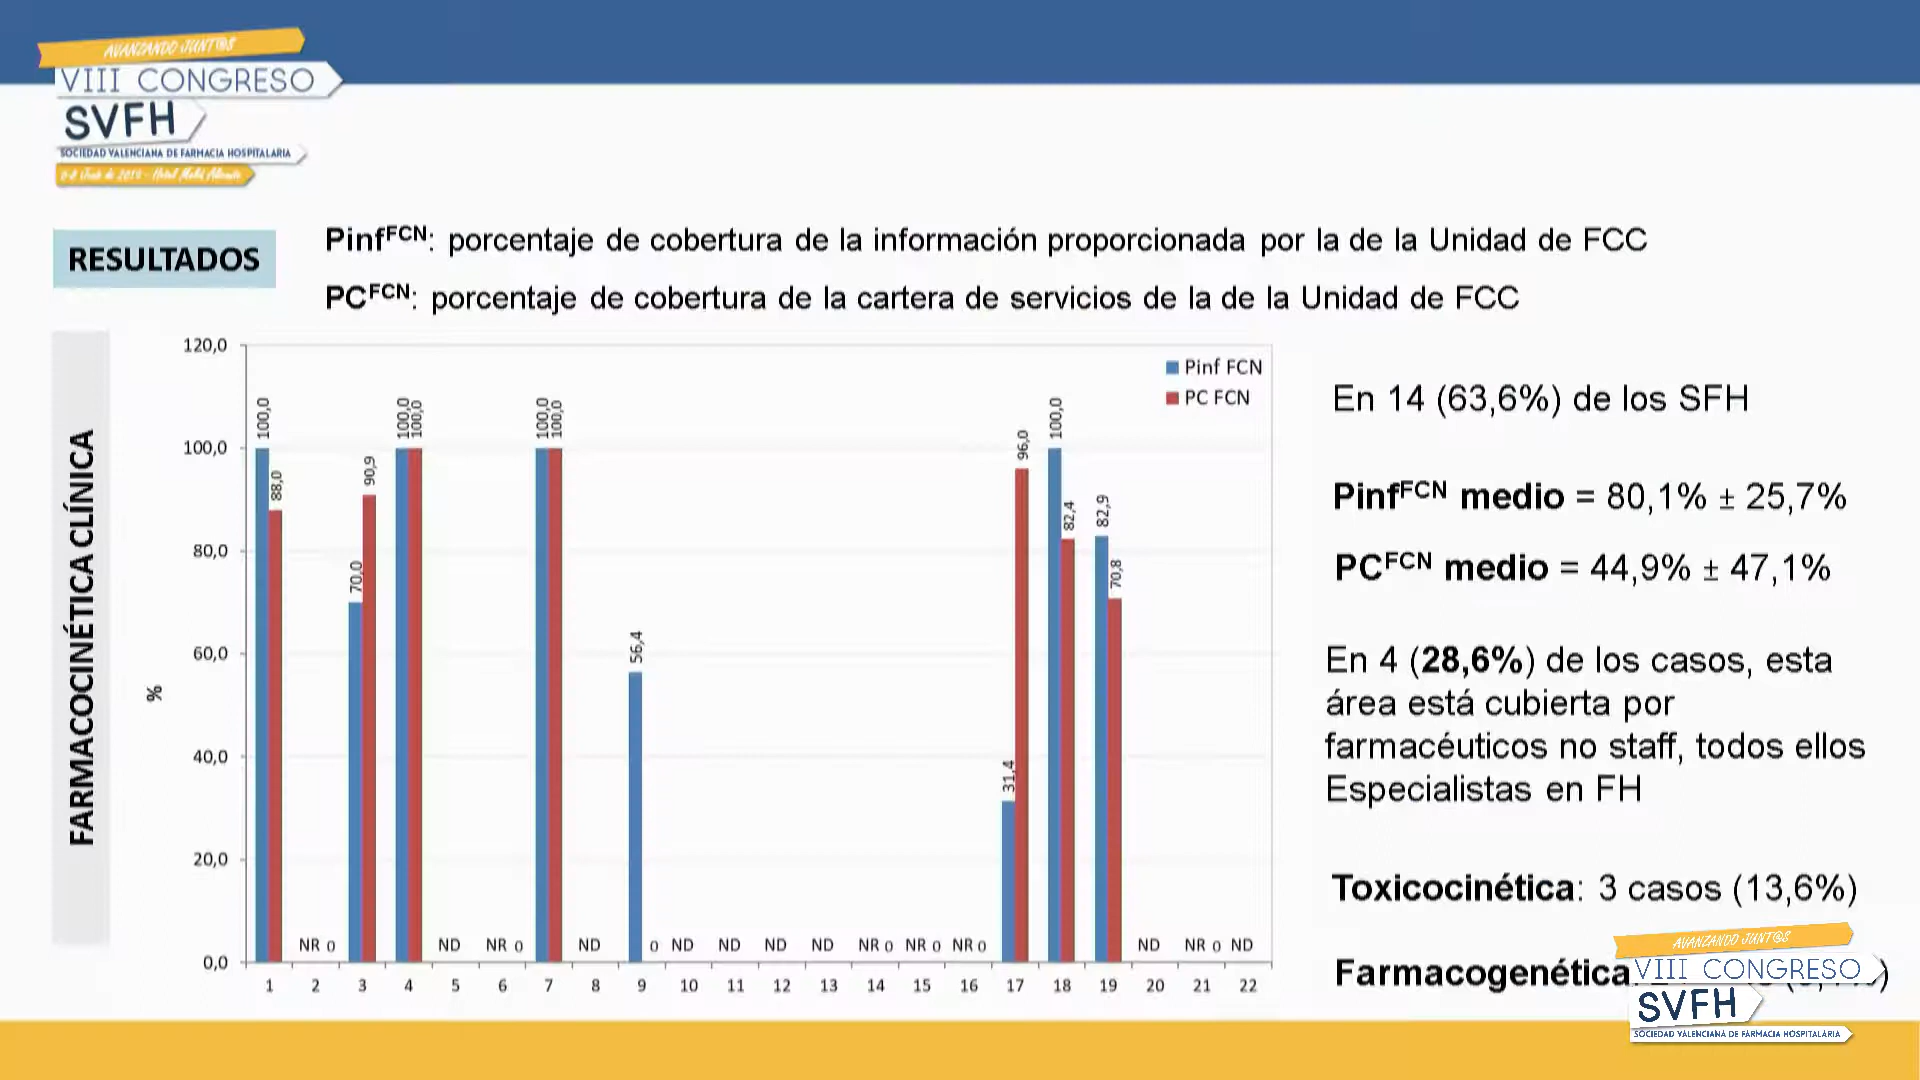 AVANZANDO JUNT@S
VIII CONGRESO
SVFH
SOCIEDAD VALENCIANA DE FARMACIA HOSPITALARIA
RESULTADOS
PinfFCN: porcentaje de cobertura de la información proporcionada por la de la Unidad de FCC
PCFCN: porcentaje de cobertura de la cartera de servicios de la de la Unidad de FCC
FARMACOCINÉTICA CLÍNICA
%
120,0
100,0
80,0
60,0
40,0
20,0
0,0
Pinf FCN
PC FCN
100,0 88,0 70,0 90,9 100,0 100,0 100,0 100,0 56,4 31,4 96,0 100,0 82,4 82,9 70,8
NR 0 ND NR 0 ND 0 ND ND ND ND NR 0 NR 0 NR 0 ND NR 0 ND
1 2 3 4 5 6 7 8 9 10 11 12 13 14 15 16 17 18 19 20 21 22
En 14 (63,6%) de los SFH
PinfFCN medio = 80,1% ± 25,7%
PCFCN medio = 44,9% ± 47,1%
En 4 (28,6%) de los casos, esta
área está cubierta por
farmacéuticos no staff, todos ellos
Especialistas en FH
Toxicocinética: 3 casos (13,6%)
Farmacogenética
AVANZANDO JUNT@S
VIII CONGRESO
SVFH
SOCIEDAD VALENCIANA DE FARMACIA HOSPITALARIA